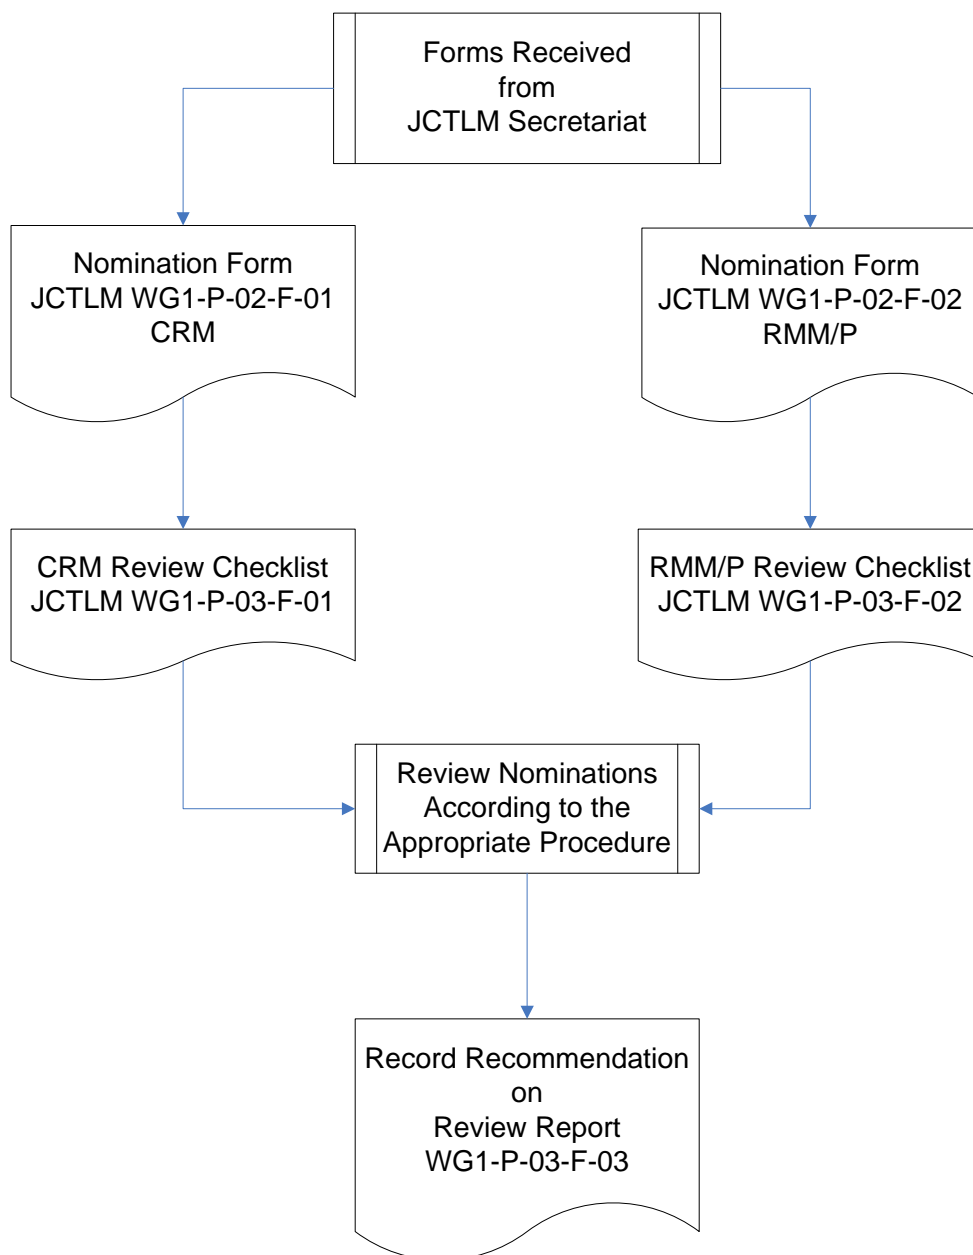 Forms Received
from
JCTLM Secretariat
Nomination Form
JCTLM WG1-P-02-F-01
CRM
Nomination Form
JCTLM WG1-P-02-F-02
RMM/P
CRM Review Checklist
JCTLM WG1-P-03-F-01
RMM/P Review Checklist
JCTLM WG1-P-03-F-02
Review Nominations
According to the
Appropriate Procedure
Record Recommendation
on
Review Report
WG1-P-03-F-03